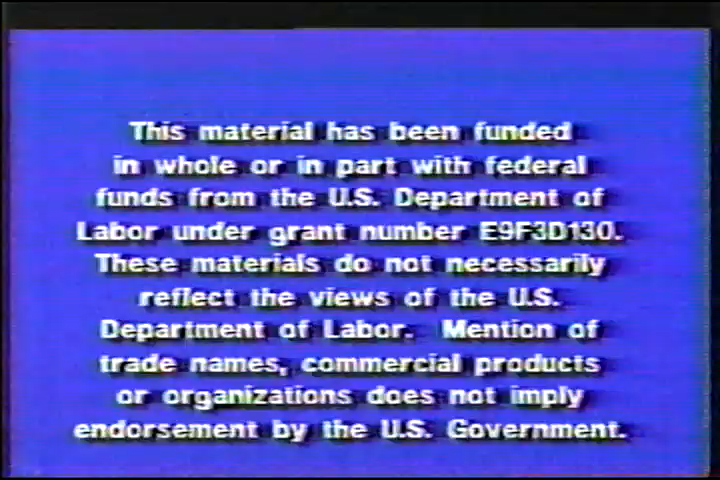 This material has been funded
in whole or in part with federal
funds from the U.S. Department of
Labor under grant number E9F3D130.
These materials do not necessarily
reflect the views of the U.S.
Department of Labor. Mention of
trade names, commercial products
or organizations does not imply
endorsement by the U.S. Government.